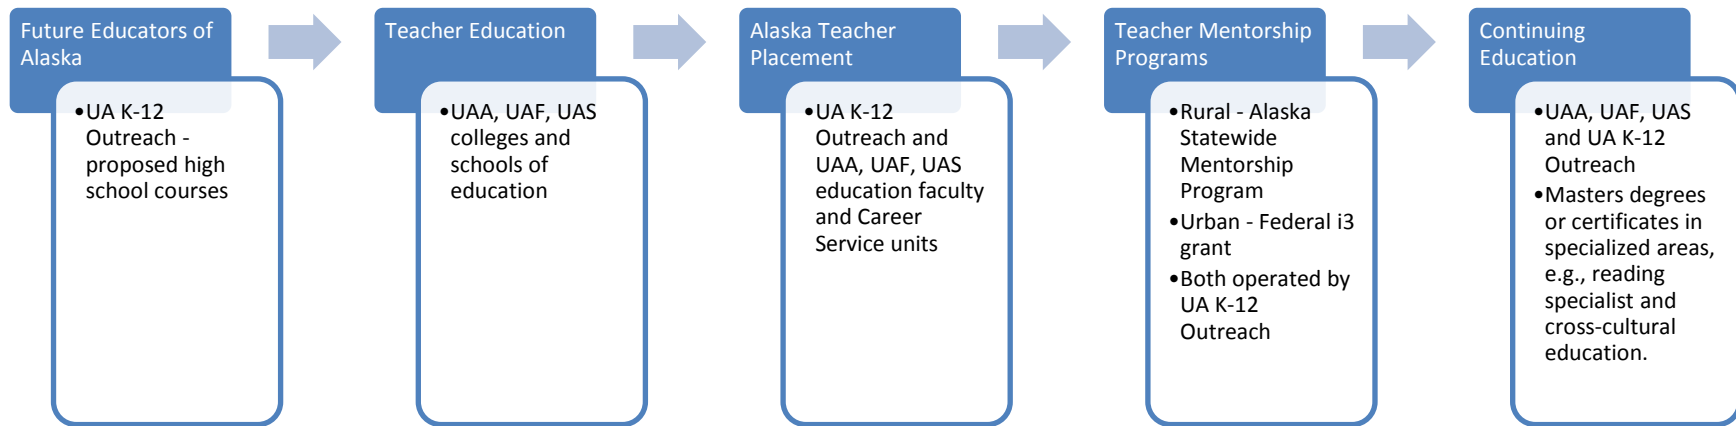 Future Educators of
Alaska
•UA K-12
Outreach -
proposed high
school courses
Teacher Education
•UAA, UAF, UAS
colleges and
schools of
education
Alaska Teacher
Placement
•UA K-12
Outreach and
UAA, UAF, UAS
education faculty
and Career
Service units
Teacher Mentorship
Programs
•Rural - Alaska
Statewide
Mentorship
Program
•Urban - Federal i3
grant
•Both operated by
UA K-12
Outreach
Continuing
Education
•UAA, UAF, UAS
and UA K-12
Outreach
•Masters degrees
or certificates in
specialized areas,
e.g., reading
specialist and
cross-cultural
education.